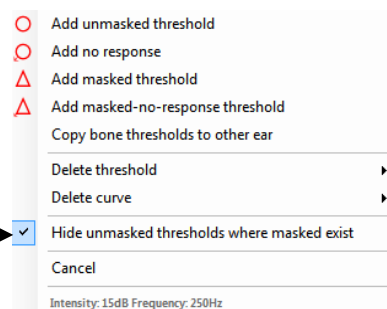 Add unmasked threshold
Add no response
Add masked threshold
Add masked-no-response threshold
Copy bone thresholds to other ear
Delete threshold
Delete curve
Hide unmasked thresholds where masked exist
Cancel
Intensity: 15dB Frequency: 250Hz